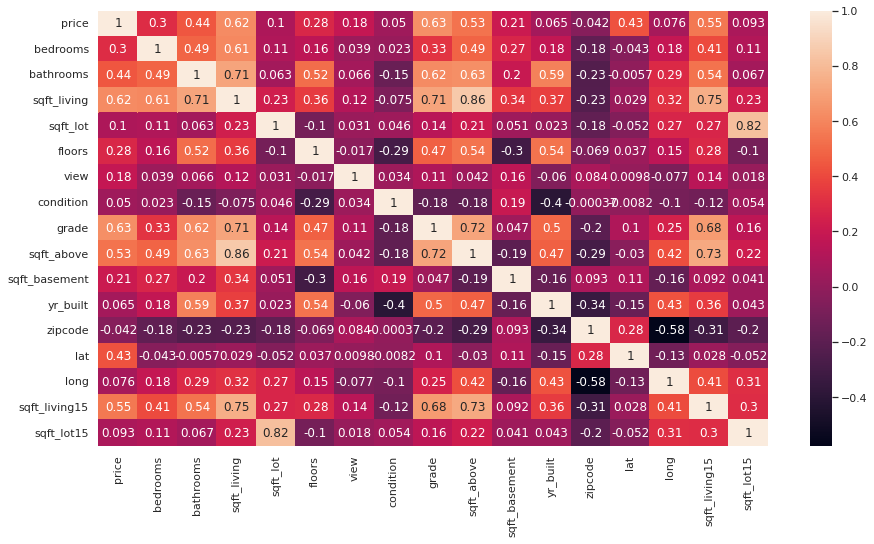 price 1 0.3 0.44 0.62 0.1 0.28 0.18 0.05 0.63 0.53 0.21 0.065 -0.042 0.43 0.076 0.55 0.093
bedrooms 0.3 1 0.49 0.61 0.11 0.16 0.039 0.023 0.33 0.49 0.27 0.18 -0.18 -0.043 0.18 0.41 0.11
bathrooms 0.44 0.49 1 0.71 0.063 0.52 0.066 -0.15 0.62 0.63 0.2 0.59 -0.23 -0.0057 0.29 0.54 0.067
sqft_living 0.62 0.61 0.71 1 0.23 0.36 0.12 -0.075 0.71 0.86 0.34 0.37 -0.23 0.029 0.32 0.75 0.23
sqft_lot 0.1 0.11 0.063 0.23 1 -0.1 0.031 0.046 0.14 0.21 0.051 0.023 -0.18 -0.052 0.27 0.27 0.82
floors 0.28 0.16 0.52 0.36 -0.1 1 -0.017 -0.29 0.47 0.54 -0.3 0.54 -0.069 0.037 0.15 0.28 -0.1
view 0.18 0.039 0.066 0.12 0.031 -0.017 1 0.034 0.11 0.042 0.16 -0.06 0.084 0.0098 -0.077 0.14 0.018
condition 0.05 0.023 -0.15 -0.075 0.046 -0.29 0.034 1 -0.18 -0.18 0.19 -0.4 -0.00037 -0.0082 -0.1 -0.12 0.054
grade 0.63 0.33 0.62 0.71 0.14 0.47 0.11 -0.18 1 0.72 0.047 0.5 -0.2 0.1 0.25 0.68 0.16
sqft_above 0.53 0.49 0.63 0.86 0.21 0.54 0.042 -0.18 0.72 1 -0.19 0.47 -0.29 -0.03 0.42 0.73 0.22
sqft_basement 0.21 0.27 0.2 0.34 0.051 -0.3 0.16 0.19 0.047 -0.19 1 -0.16 0.093 0.11 -0.16 0.092 0.041
yr_built 0.065 0.18 0.59 0.37 0.023 0.54 -0.06 -0.4 0.5 0.47 -0.16 1 -0.34 -0.15 0.43 0.36 0.043
zipcode -0.042 -0.18 -0.23 -0.23 -0.18 -0.069 0.084 -0.00037 -0.2 -0.29 0.093 -0.34 1 0.28 -0.58 -0.31 -0.2
lat 0.43 -0.043 -0.0057 0.029 -0.052 0.037 0.0098 -0.0082 0.1 -0.03 0.11 -0.15 0.28 1 -0.13 0.028 -0.052
long 0.076 0.18 0.29 0.32 0.27 0.15 -0.077 -0.1 0.25 0.42 -0.16 0.43 -0.58 -0.13 1 0.41 0.31
sqft_living15 0.55 0.41 0.54 0.75 0.27 0.28 0.14 -0.12 0.68 0.73 0.092 0.36 -0.31 0.028 0.41 1 0.3
sqft_lot15 0.093 0.11 0.067 0.23 0.82 -0.1 0.018 0.054 0.16 0.22 0.041 0.043 -0.2 -0.052 0.31 0.3 1
price bedrooms bathrooms sqft_living sqft_lot floors view condition grade sqft_above sqft_basement yr_built zipcode lat long sqft_living15 sqft_lot15
1.0
0.8
0.6
0.4
0.2
0.0
−0.2
−0.4